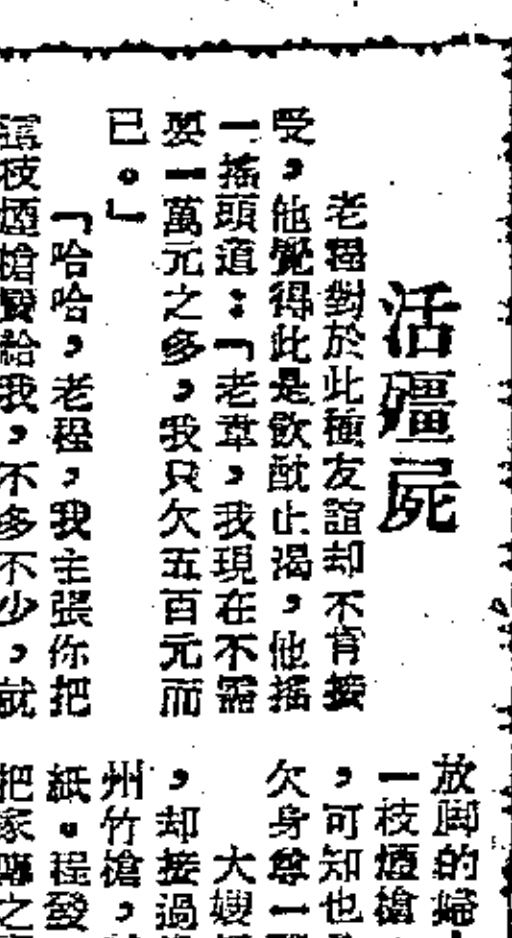 活殭屍
老程對於此種友誼却不肯接
受，他覺得此是飲酖止渴，他搖
一搖頭道：「老韋，我現在不需
要一萬元之多，我只欠五百元而
已。」
「哈哈，老程，我主張你把
這枝煙槍賣給我，不多不少，就
放脚的婦
一枝煙槍
，可知也
欠身尊一
大嫂
，却接過
州竹槍，
紙。程發
把家
之